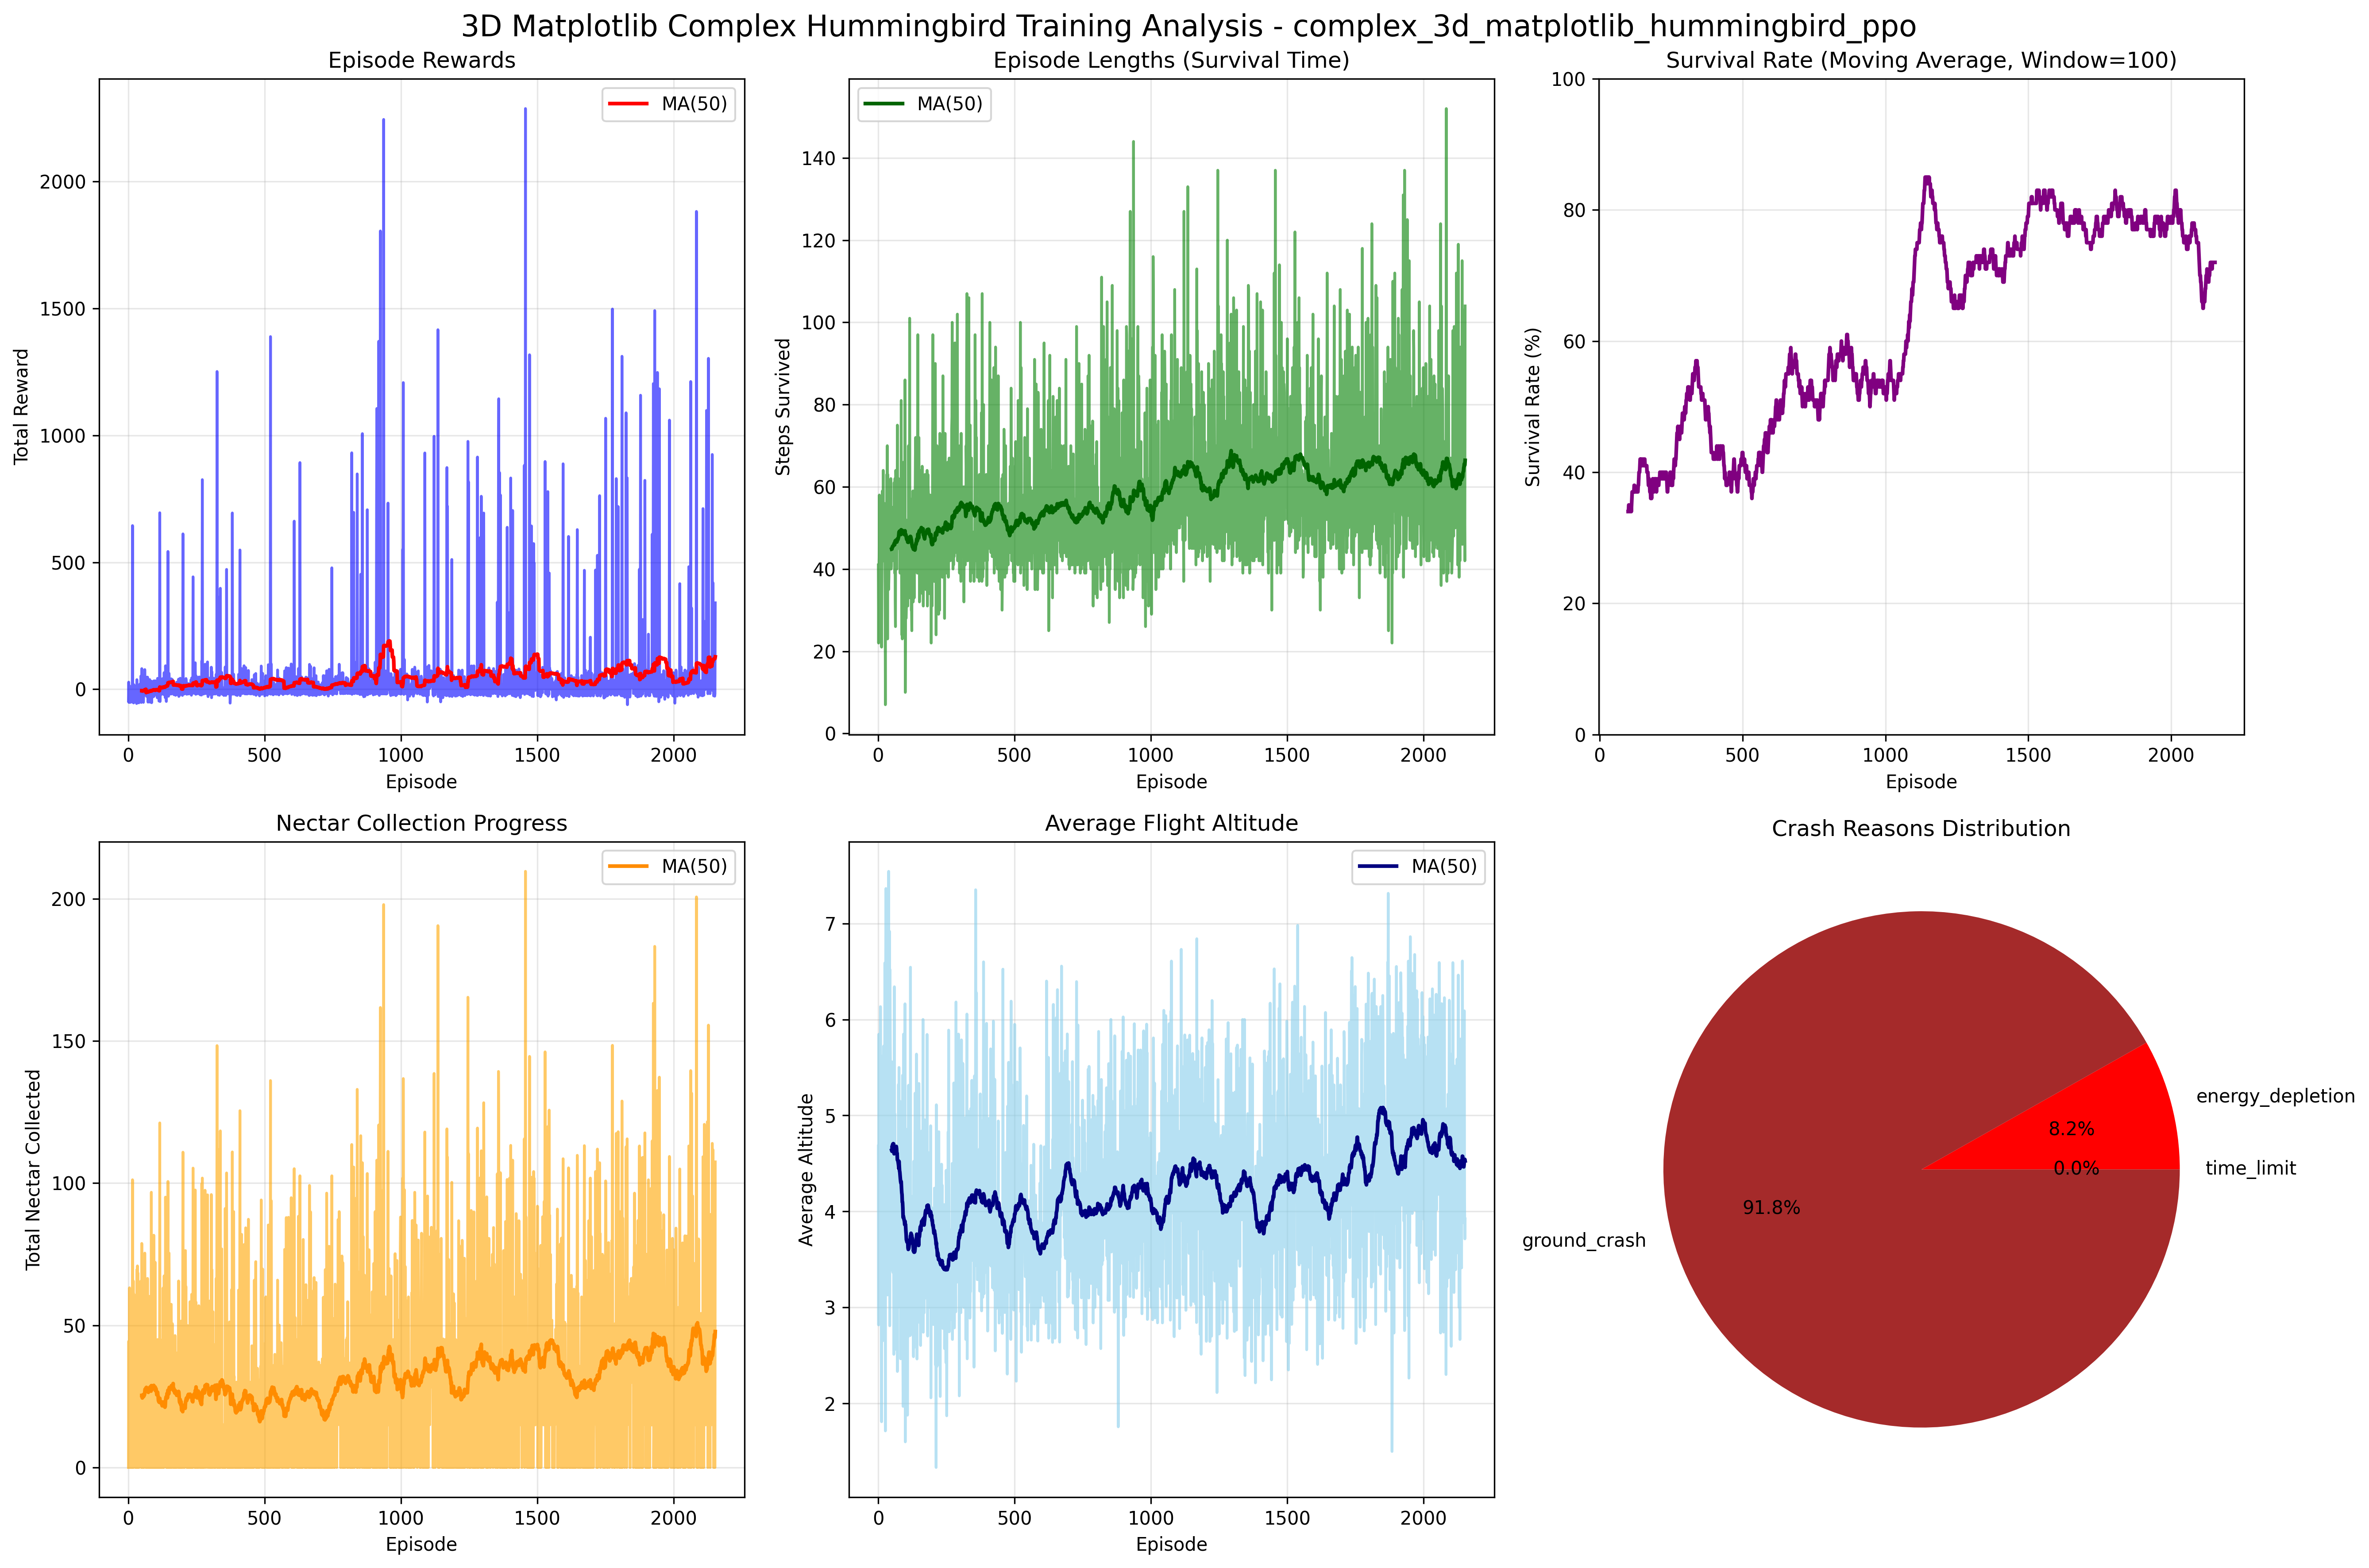 3D Matplotlib Complex Hummingbird Training Analysis - complex_3d_matplotlib_hummingbird_ppo
Episode Rewards
MA(50)
Total Reward
2000
1500
1000
500
0
0
500
1000
1500
2000
Episode
Episode Lengths (Survival Time)
MA(50)
Steps Survived
140
120
100
80
60
40
20
0
0
500
1000
1500
2000
Episode
Survival Rate (Moving Average, Window=100)
Survival Rate (%)
100
80
60
40
20
0
0
500
1000
1500
2000
Episode
Nectar Collection Progress
MA(50)
Total Nectar Collected
200
150
100
50
0
0
500
1000
1500
2000
Episode
Average Flight Altitude
MA(50)
Average Altitude
7
6
5
4
3
2
0
500
1000
1500
2000
Episode
Crash Reasons Distribution
energy_depletion
8.2%
0.0%
time_limit
91.8%
ground_crash